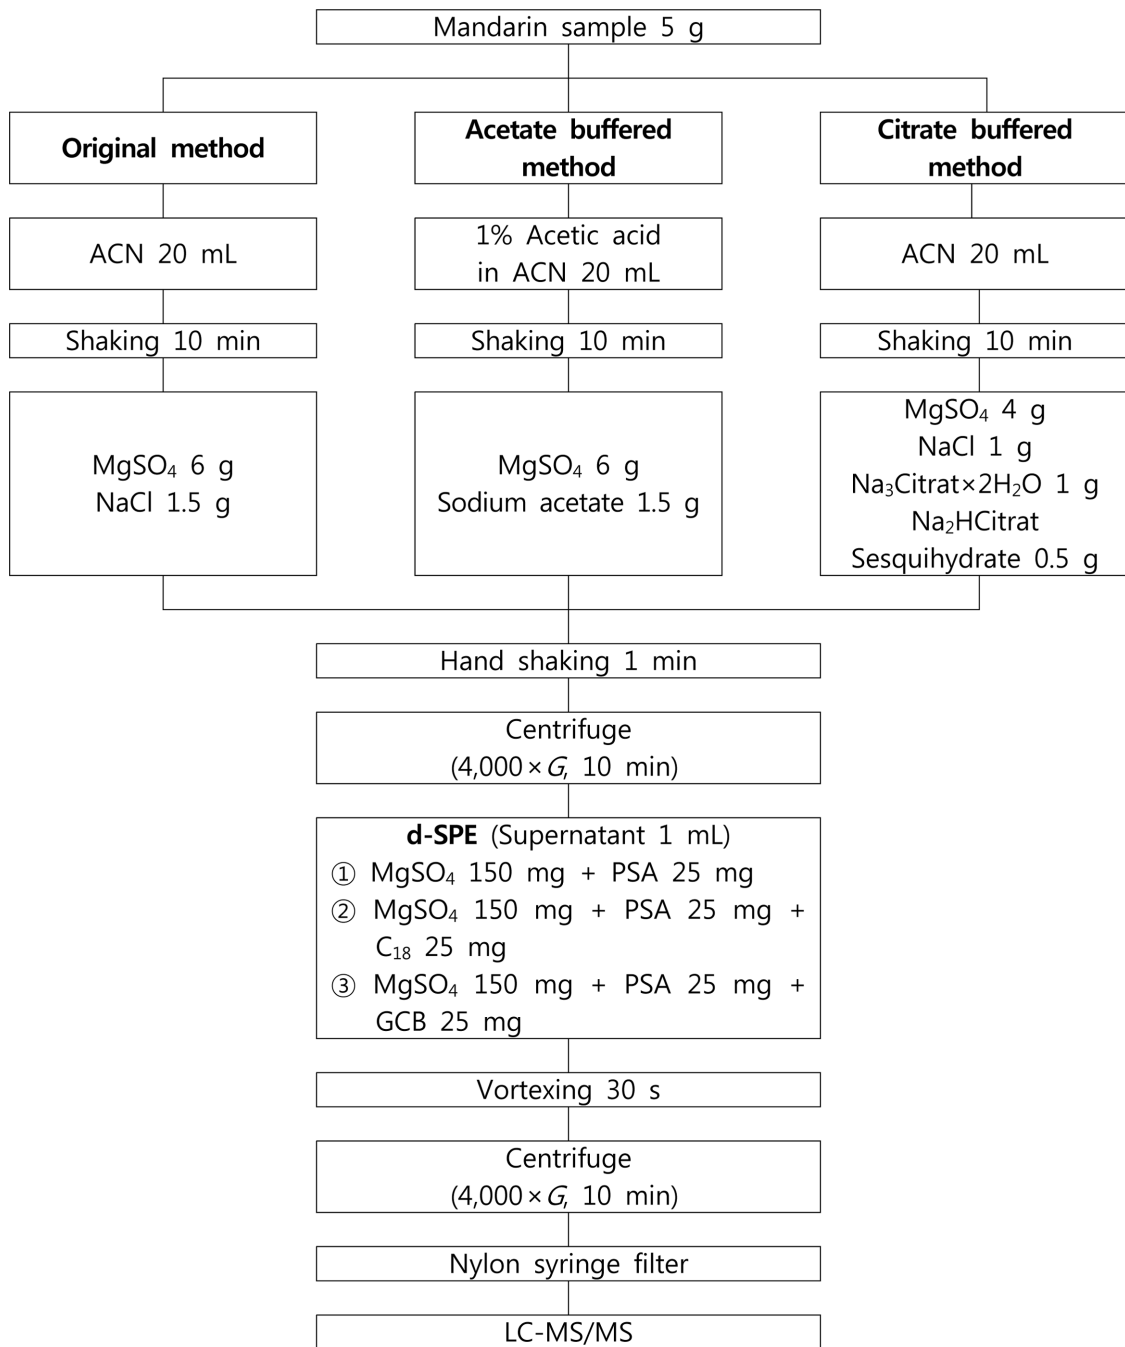 Mandarin sample 5 g
Original method
Acetate buffered
method
Citrate buffered
method
ACN 20 mL
1% Acetic acid
in ACN 20 mL
ACN 20 mL
Shaking 10 min
Shaking 10 min
Shaking 10 min
MgSO₄ 6 g
NaCl 1.5 g
MgSO₄ 6 g
Sodium acetate 1.5 g
MgSO₄ 4 g
NaCl 1 g
Na₃Citrat×2H₂O 1 g
Na₂HCitrat
Sesquihydrate 0.5 g
Hand shaking 1 min
Centrifuge
(4,000×G, 10 min)
d-SPE (Supernatant 1 mL)
① MgSO₄ 150 mg + PSA 25 mg
② MgSO₄ 150 mg + PSA 25 mg +
C₁₈ 25 mg
③ MgSO₄ 150 mg + PSA 25 mg +
GCB 25 mg
Vortexing 30 s
Centrifuge
(4,000×G, 10 min)
Nylon syringe filter
LC-MS/MS